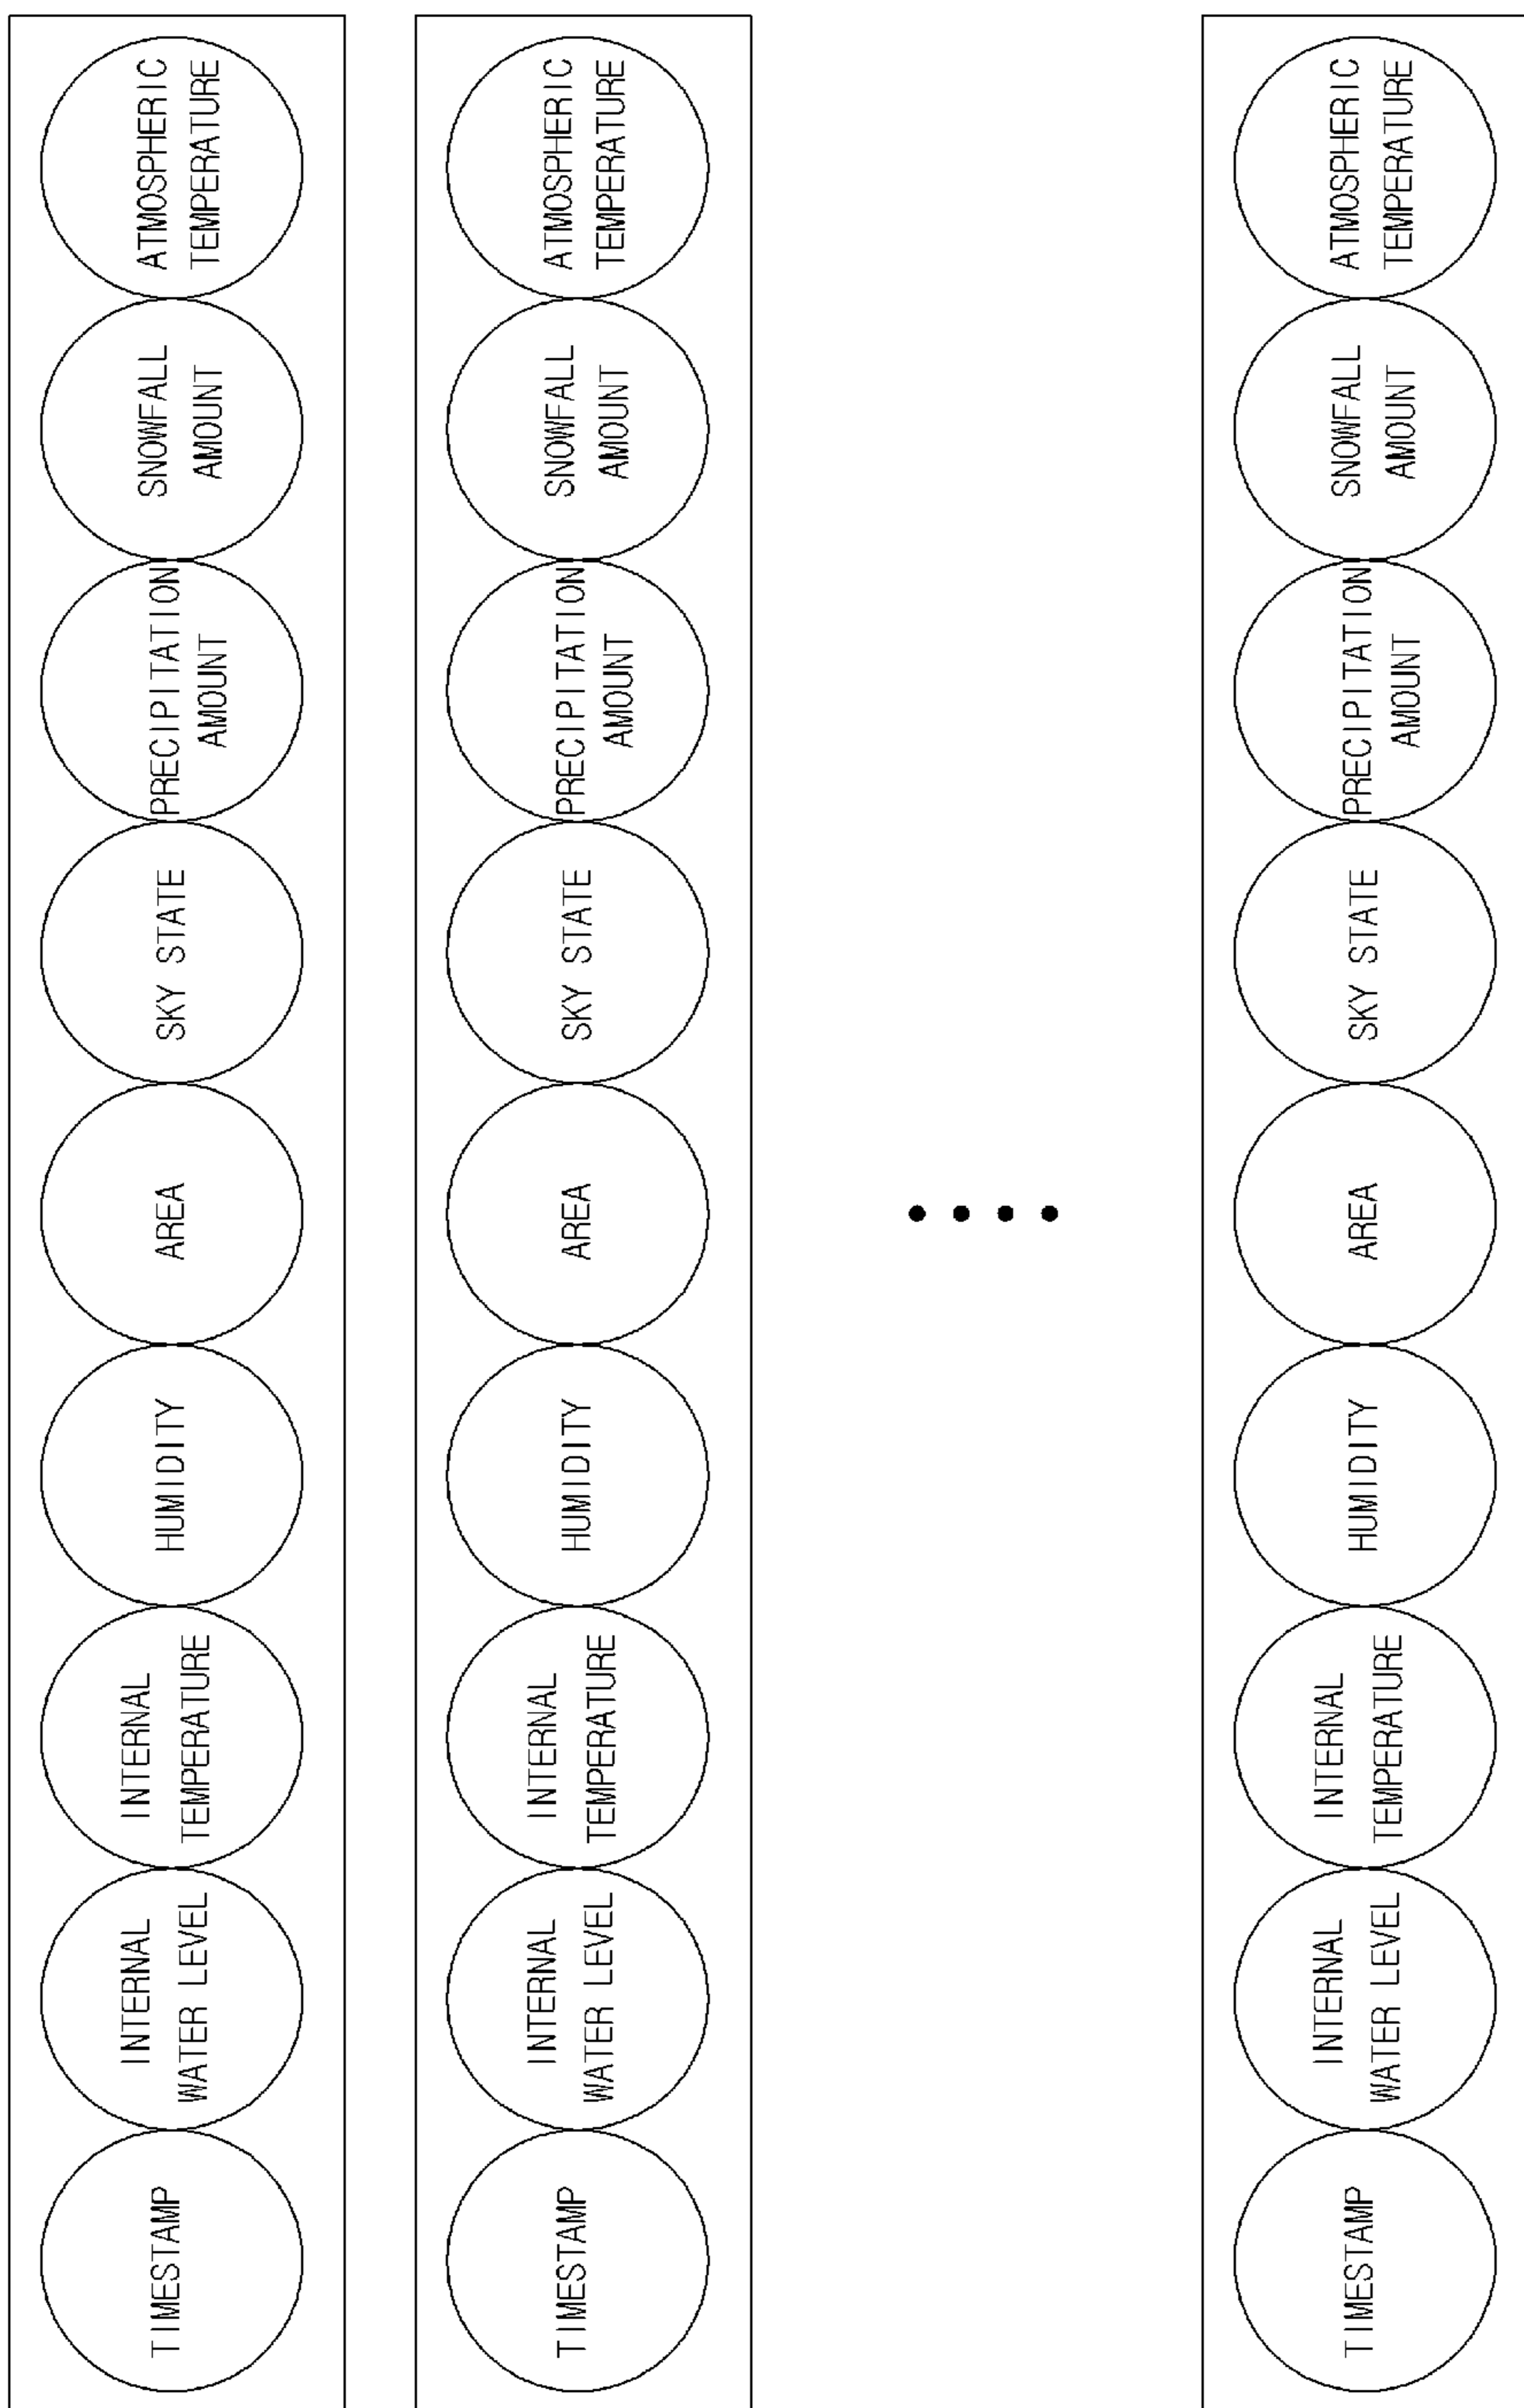 TIMESTAMP
INTERNAL
WATER LEVEL
INTERNAL
TEMPERATURE
HUMIDITY
AREA
SKY STATE
PRECIPITATION
AMOUNT
SNOWFALL
AMOUNT
ATMOSPHERIC
TEMPERATURE
TIMESTAMP
INTERNAL
WATER LEVEL
INTERNAL
TEMPERATURE
HUMIDITY
AREA
SKY STATE
PRECIPITATION
AMOUNT
SNOWFALL
AMOUNT
ATMOSPHERIC
TEMPERATURE
TIMESTAMP
INTERNAL
WATER LEVEL
INTERNAL
TEMPERATURE
HUMIDITY
AREA
SKY STATE
PRECIPITATION
AMOUNT
SNOWFALL
AMOUNT
ATMOSPHERIC
TEMPERATURE